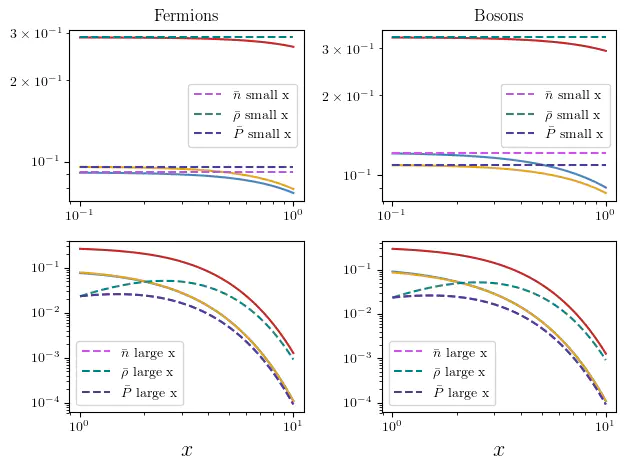 Fermions
Bosons
3 × 10⁻¹
2 × 10⁻¹
10⁻¹
n̄ small x
ρ̄ small x
P̄ small x
10⁻¹
10⁰
3 × 10⁻¹
2 × 10⁻¹
10⁻¹
n̄ small x
ρ̄ small x
P̄ small x
10⁻¹
10⁰
10⁻¹
10⁻²
10⁻³
10⁻⁴
n̄ large x
ρ̄ large x
P̄ large x
10⁰
10¹
x
10⁻¹
10⁻²
10⁻³
10⁻⁴
n̄ large x
ρ̄ large x
P̄ large x
10⁰
10¹
x